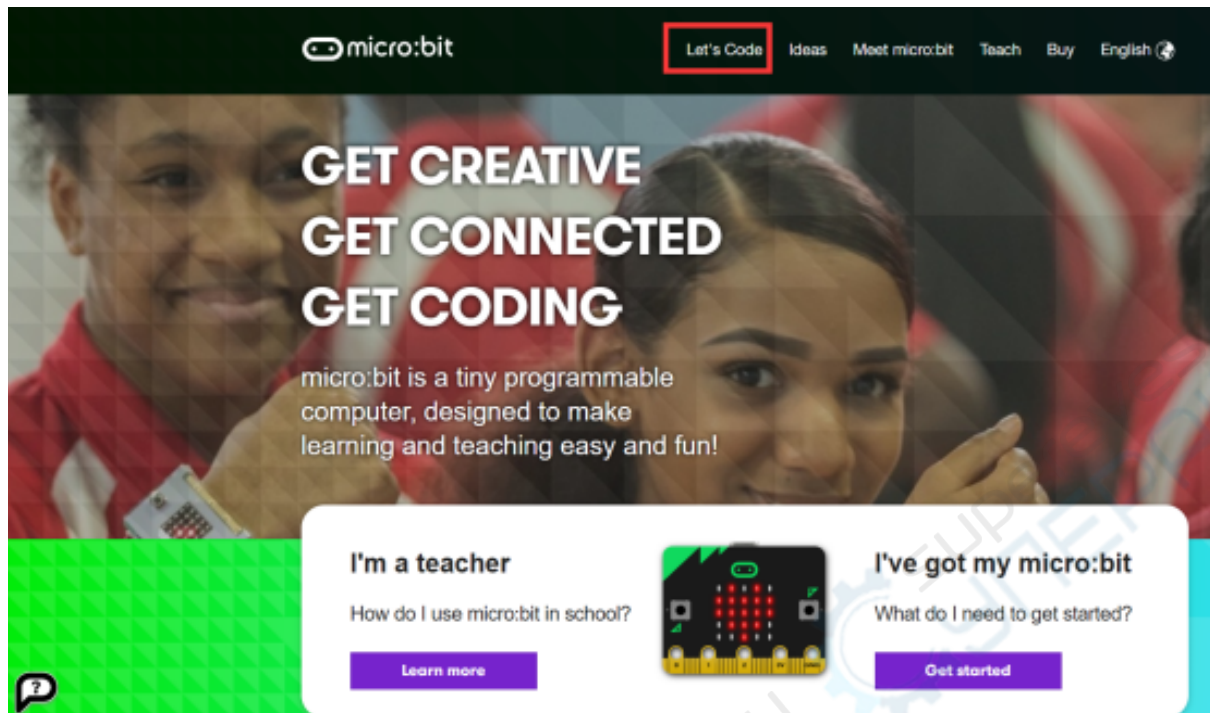 micro:bit
Let's Code Ideas Meet micro:bit Teach Buy English
GET CREATIVE
GET CONNECTED
GET CODING
micro:bit is a tiny programmable
computer, designed to make
learning and teaching easy and fun!
I'm a teacher
How do I use micro:bit in school?
Learn more
I've got my micro:bit
What do I need to get started?
Get started
?